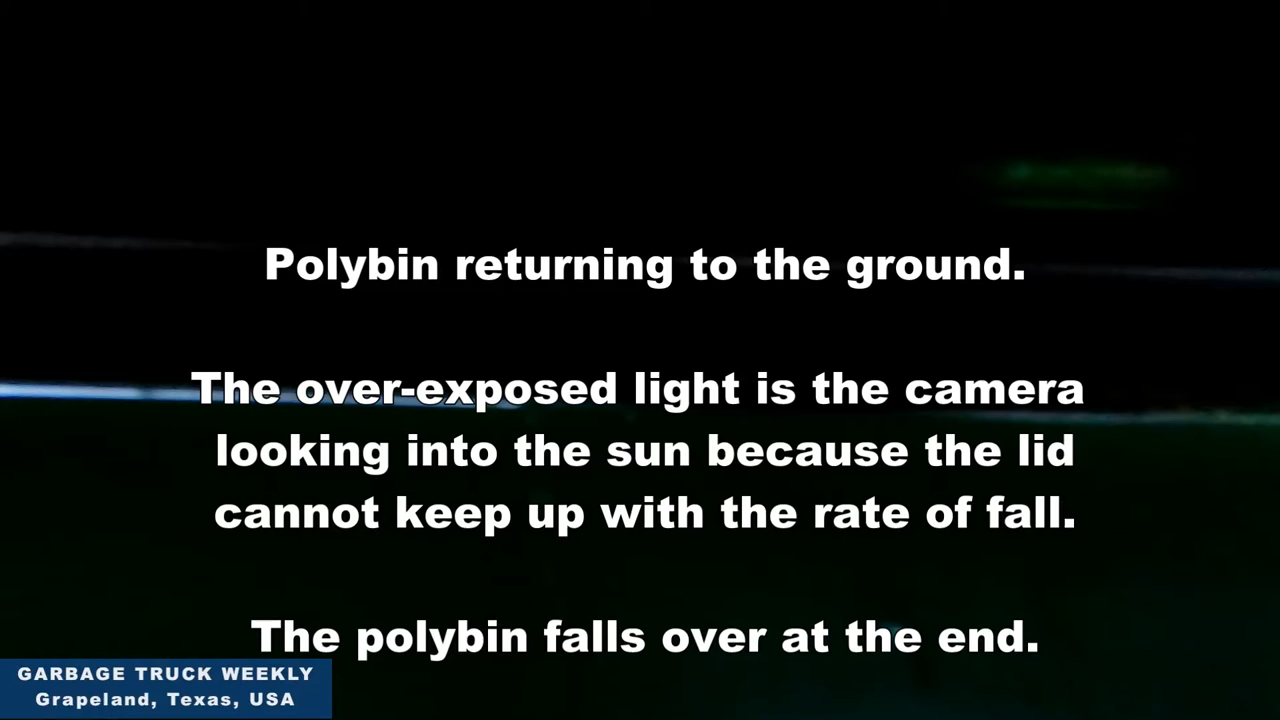 Polybin returning to the ground.
The over-exposed light is the camera
looking into the sun because the lid
cannot keep up with the rate of fall.
The polybin falls over at the end.
GARBAGE TRUCK WEEKLY
Grapeland, Texas, USA